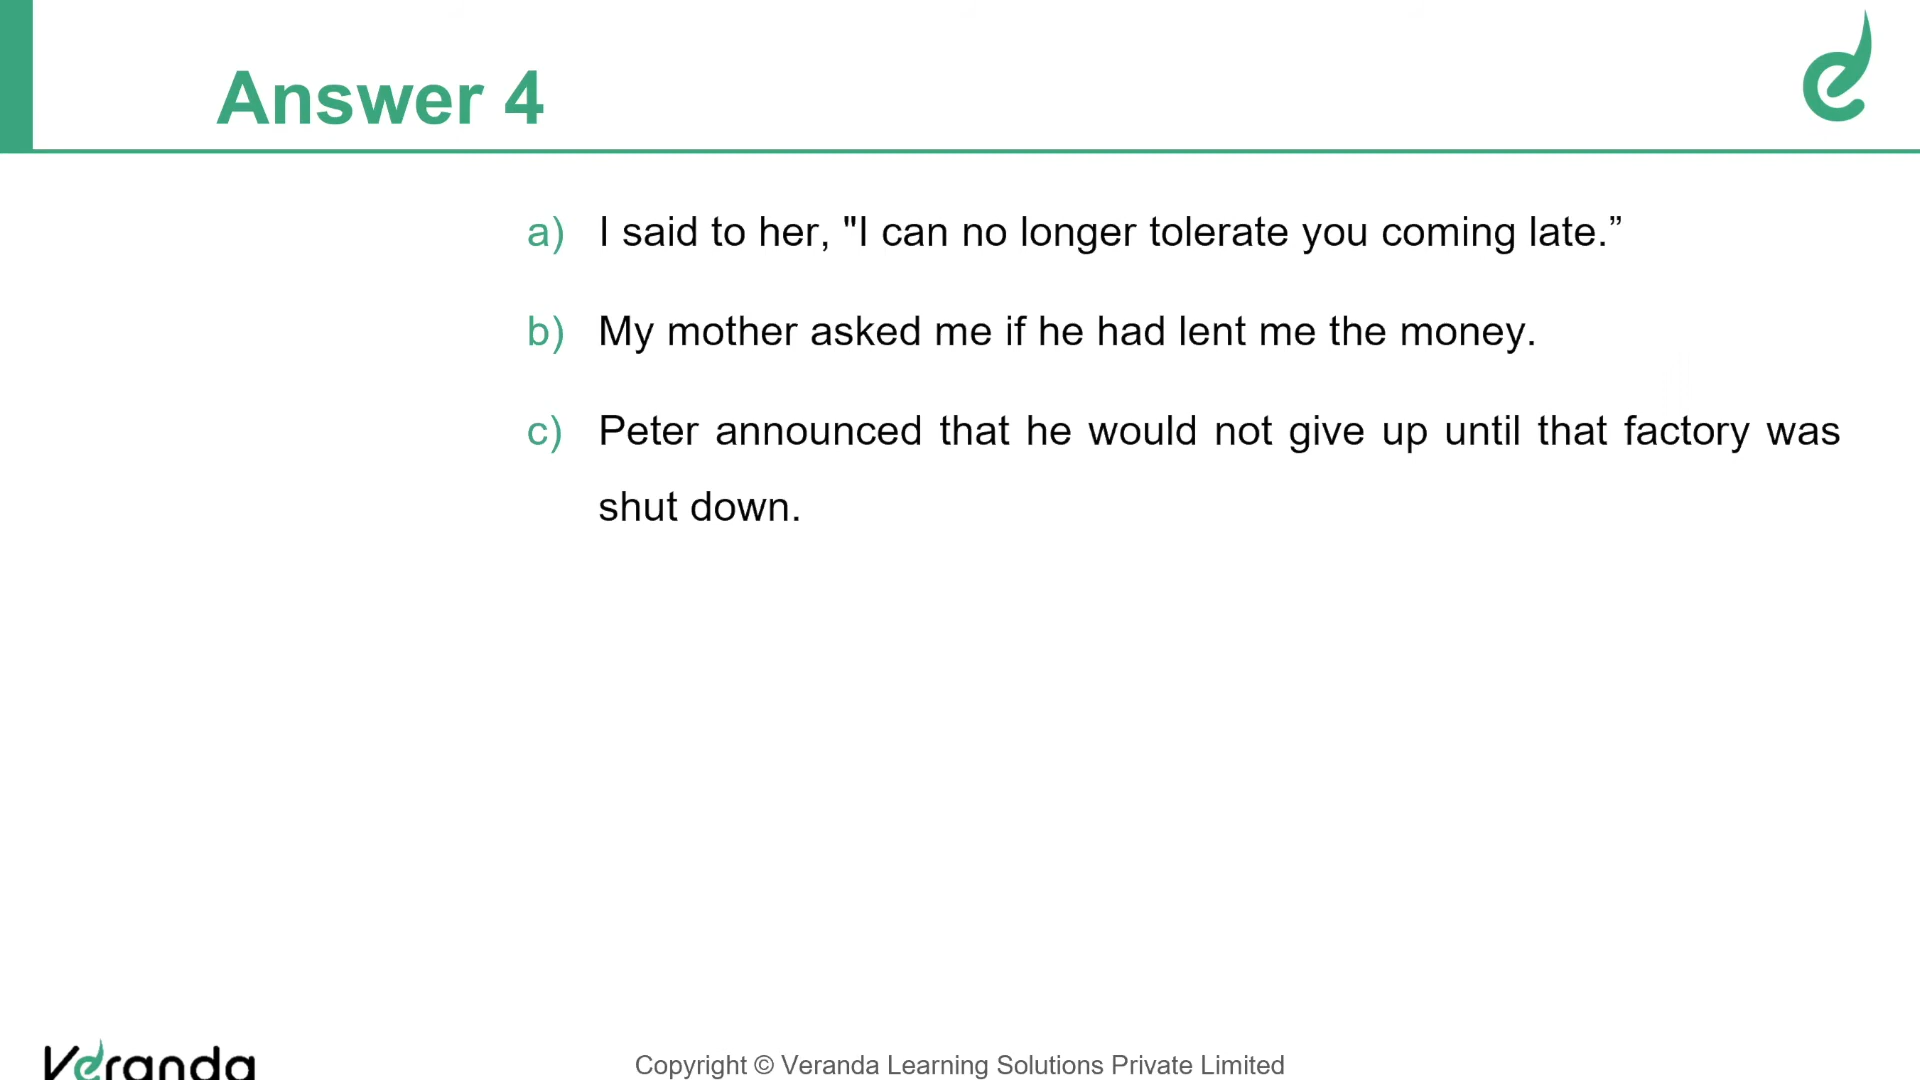 Answer 4
a) I said to her, "I can no longer tolerate you coming late.”
b) My mother asked me if he had lent me the money.
c) Peter announced that he would not give up until that factory was
shut down.
Veranda
Copyright © Veranda Learning Solutions Private Limited